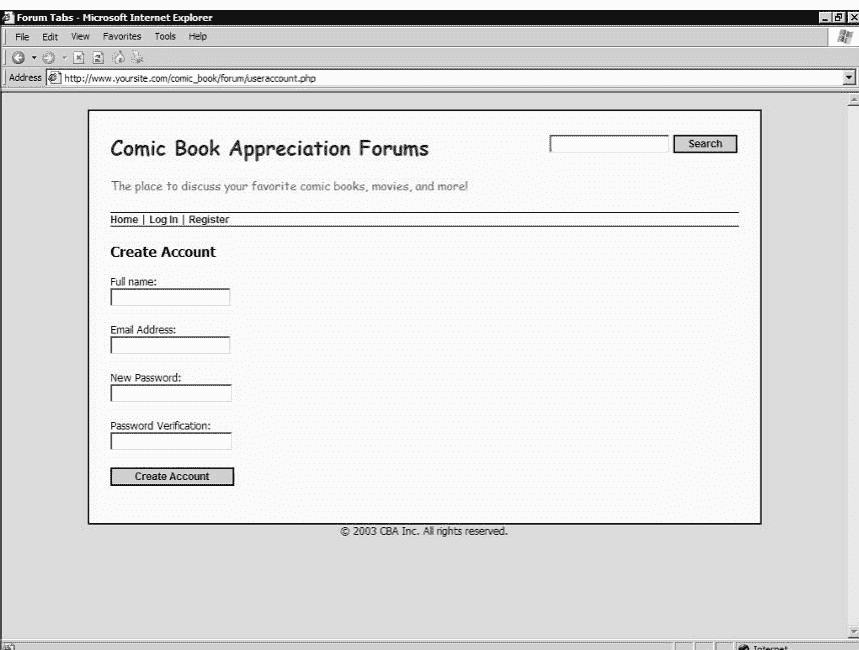 Forum Tabs - Microsoft Internet Explorer
File Edit View Favorites Tools Help
Address http://www.yoursite.com/comic_book/forum/useraccount.php
Comic Book Appreciation Forums
Search
The place to discuss your favorite comic books, movies, and more!
Home | Log In | Register
Create Account
Full name:
Email Address:
New Password:
Password Verification:
Create Account
© 2003 CBA Inc. All rights reserved.
Internet